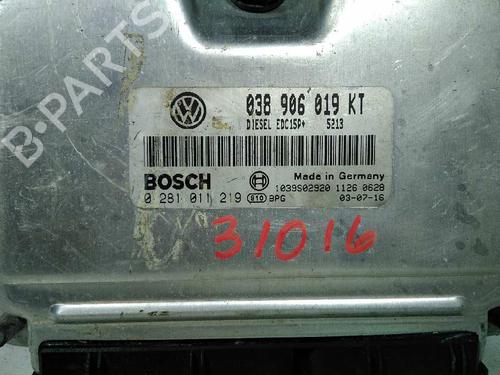 038 906 019 KT
DIESEL EDC15P+ 5213
Made in Germany
BOSCH
1039S02920 1126 0628
0 281 011 219 810 BPG 03-07-16
31016
B-PARTS